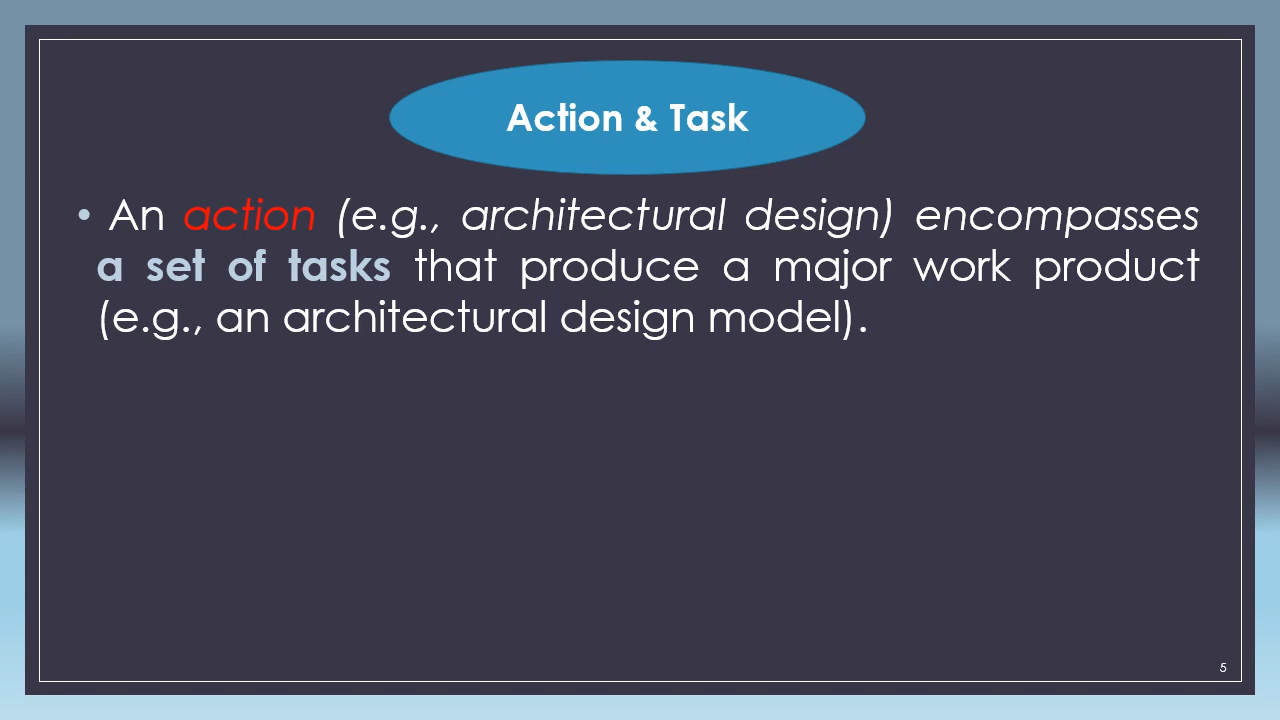 Action & Task
• An action (e.g., architectural design) encompasses
a set of tasks that produce a major work product
(e.g., an architectural design model).
5